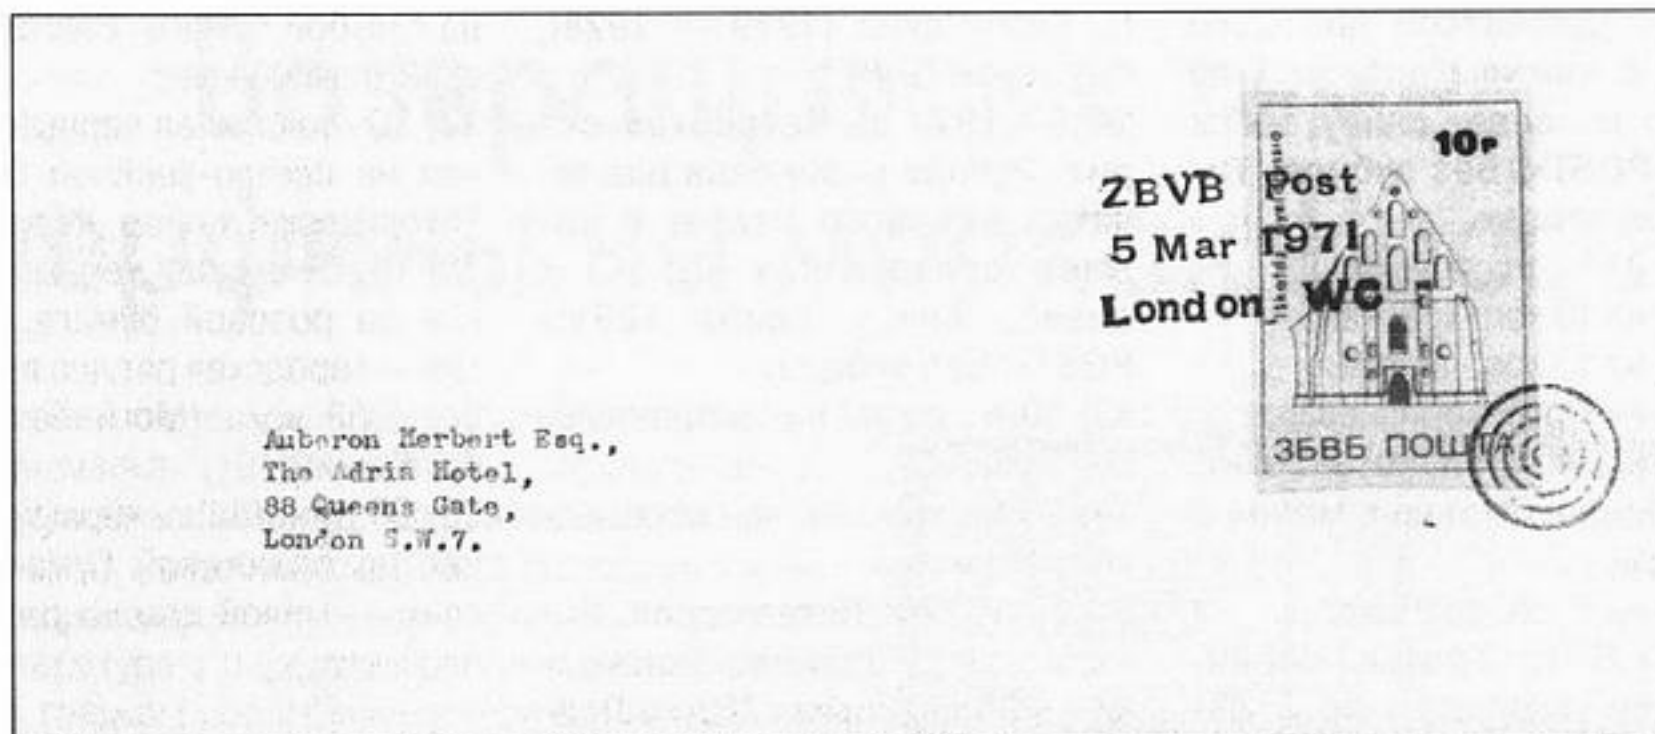 10P
ZBVB Post
5 Mar 1971
London WC
ЗБВБ ПОШТА
Auberon Herbert Esq.,
The Adria Hotel,
88 Queens Gate,
London S.W.7.